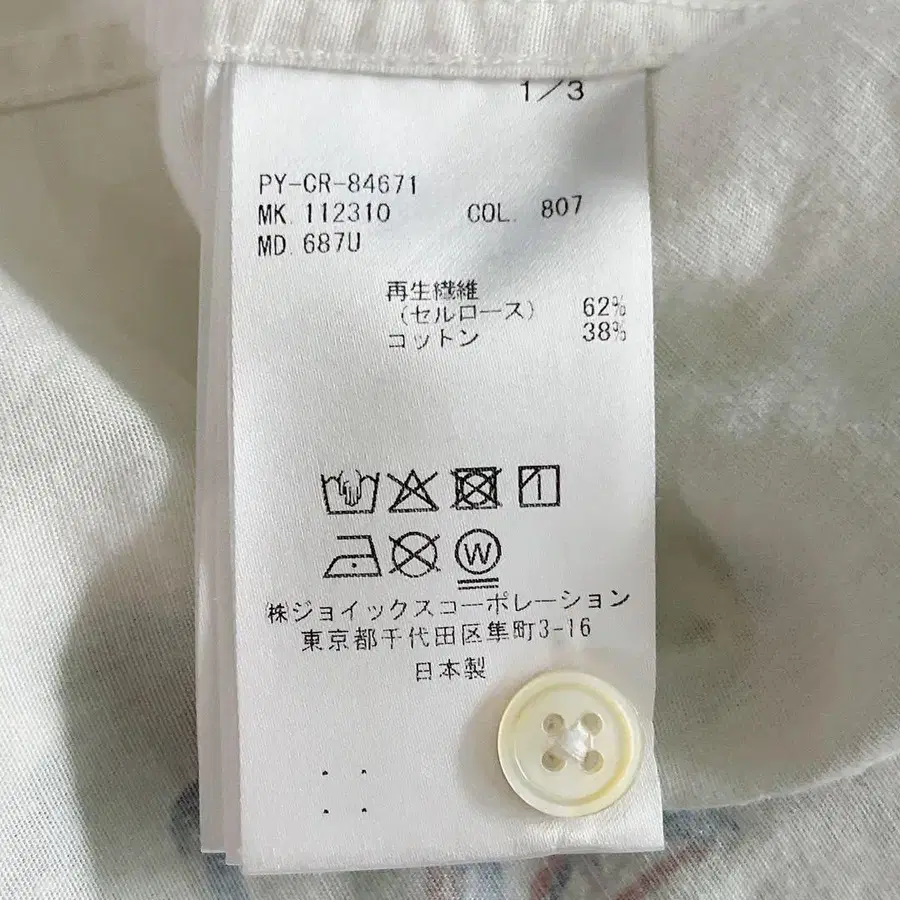 1/3
PY-CR-84671
MK. 112310 COL. 807
MD. 687U
再生繊維
(セルロース) 62%
コットン 38%
W
㈱ジョイックスコーポレーション
東京都千代田区隼町3-16
日本製